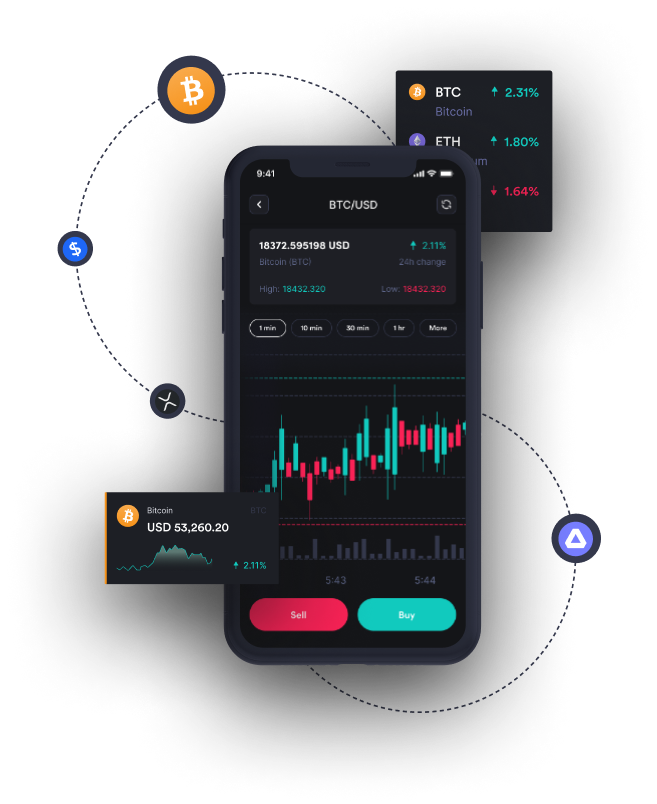 BTC
2.31%
Bitcoin
ETH
1.80%
um
1.64%
9:41
BTC/USD
18372.595198 USD
2.11%
Bitcoin (BTC)
24h change
High: 18432.320
Low: 18432.320
1 min
10 min
30 min
1 hr
More
Bitcoin
BTC
USD 53,260.20
2.11%
5:43
5:44
Sell
Buy